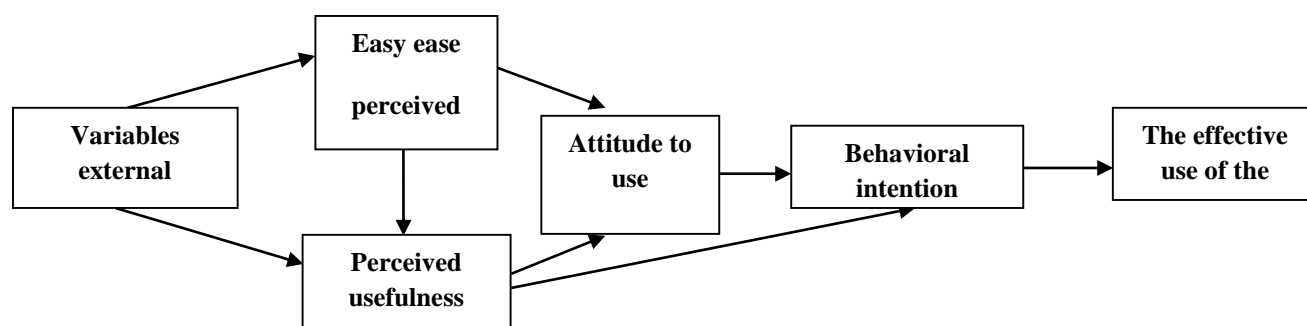 Easy ease
perceived
Variables
external
Attitude to
use
Behavioral
intention
The effective
use of the
Perceived
usefulness